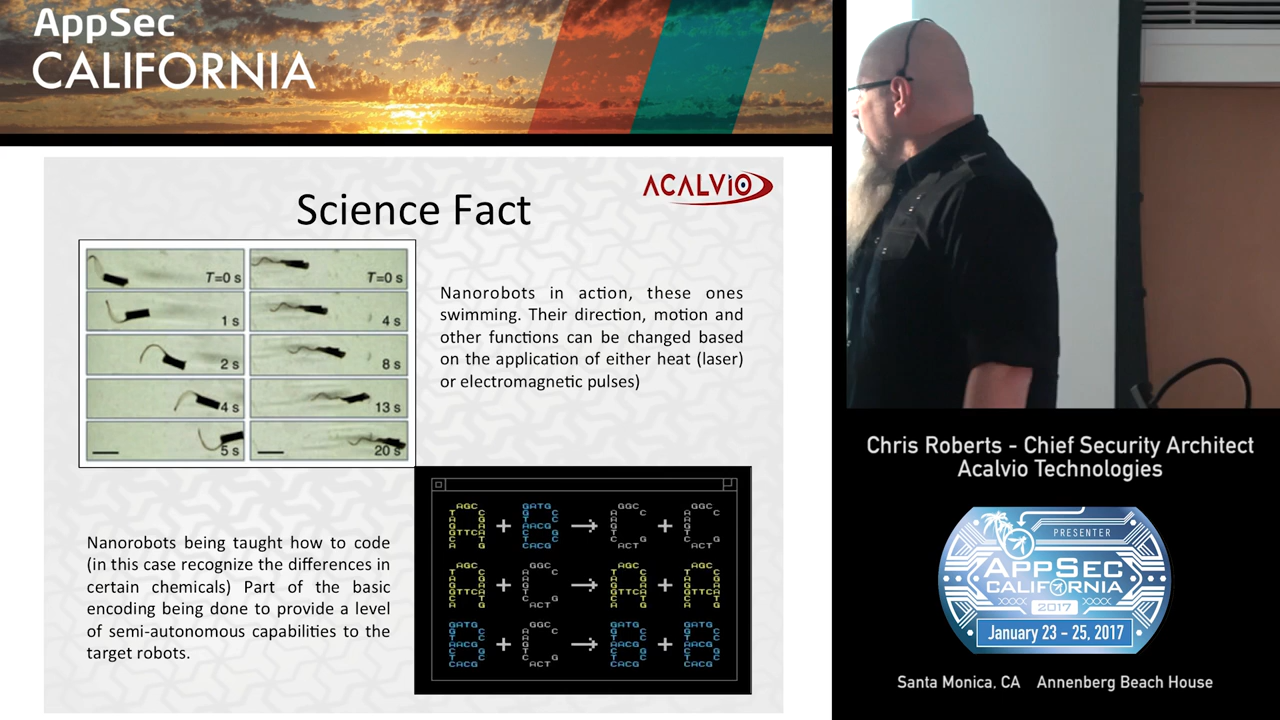 AppSec
CALIFORNIA
ACALVIO
Science Fact
T=0 s
T=0 s
1 s
4 s
2 s
8 s
4 s
13 s
5 s
20 s
Nanorobots in action, these ones
swimming. Their direction, motion and
other functions can be changed based
on the application of either heat (laser)
or electromagnetic pulses)
Nanorobots being taught how to code
(in this case recognize the differences in
certain chemicals) Part of the basic
encoding being done to provide a level
of semi-autonomous capabilities to the
target robots.
Chris Roberts - Chief Security Architect
Acalvio Technologies
PRESENTER
APPSEC
CALIFORNIA
2017
January 23 - 25, 2017
Santa Monica, CA Annenberg Beach House